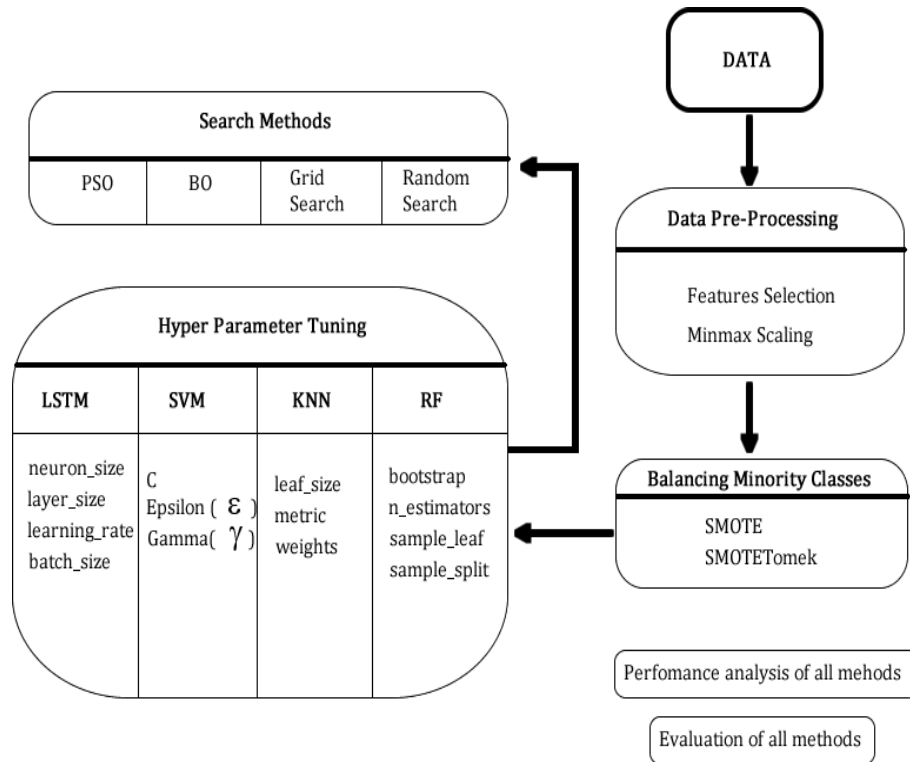 DATA
Search Methods
PSO
BO
Grid
Search
Random
Search
Data Pre-Processing
Features Selection
Minmax Scaling
Hyper Parameter Tuning
LSTM
neuron_size
layer_size
learning_rate
batch_size
SVM
C
Epsilon ( ε )
Gamma( γ )
KNN
leaf_size
metric
weights
RF
bootstrap
n_estimators
sample_leaf
sample_split
Balancing Minority Classes
SMOTE
SMOTETomek
Perfomance analysis of all mehods
Evaluation of all methods